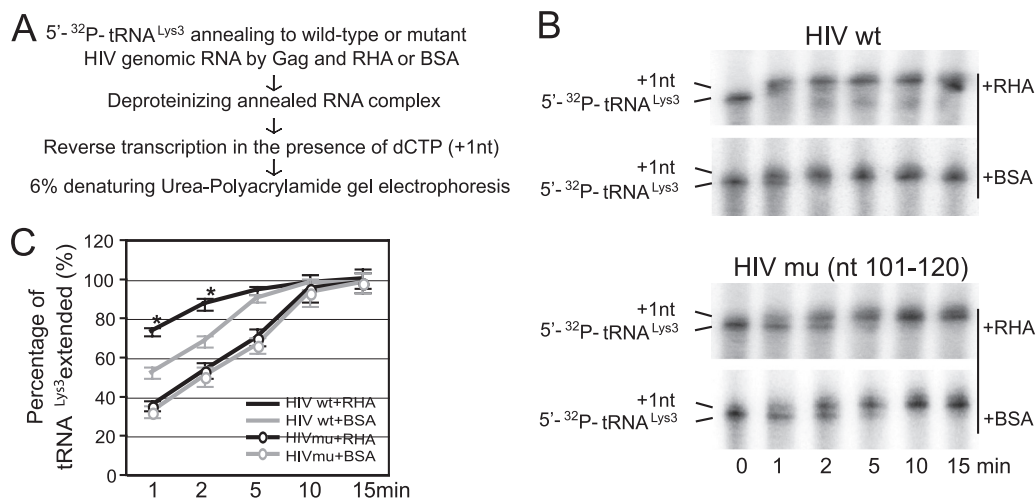 A
5'-³²P-tRNA^Lys3 annealing to wild-type or mutant
HIV genomic RNA by Gag and RHA or BSA
Deproteinizing annealed RNA complex
Reverse transcription in the presence of dCTP (+1nt)
6% denaturing Urea-Polyacrylamide gel electrophoresis
B
HIV wt
+1nt
5'-³²P-tRNA^Lys3
+RHA
+1nt
5'-³²P-tRNA^Lys3
+BSA
HIV mu (nt 101-120)
+1nt
5'-³²P-tRNA^Lys3
+RHA
+1nt
5'-³²P-tRNA^Lys3
+BSA
0 1 2 5 10 15 min
C
Percentage of
tRNA ^Lys3 extended (%)
120
100
80
60
40
20
0
* *
HIV wt+RHA
HIV wt+BSA
HIVmu+RHA
HIVmu+BSA
1 2 5 10 15min